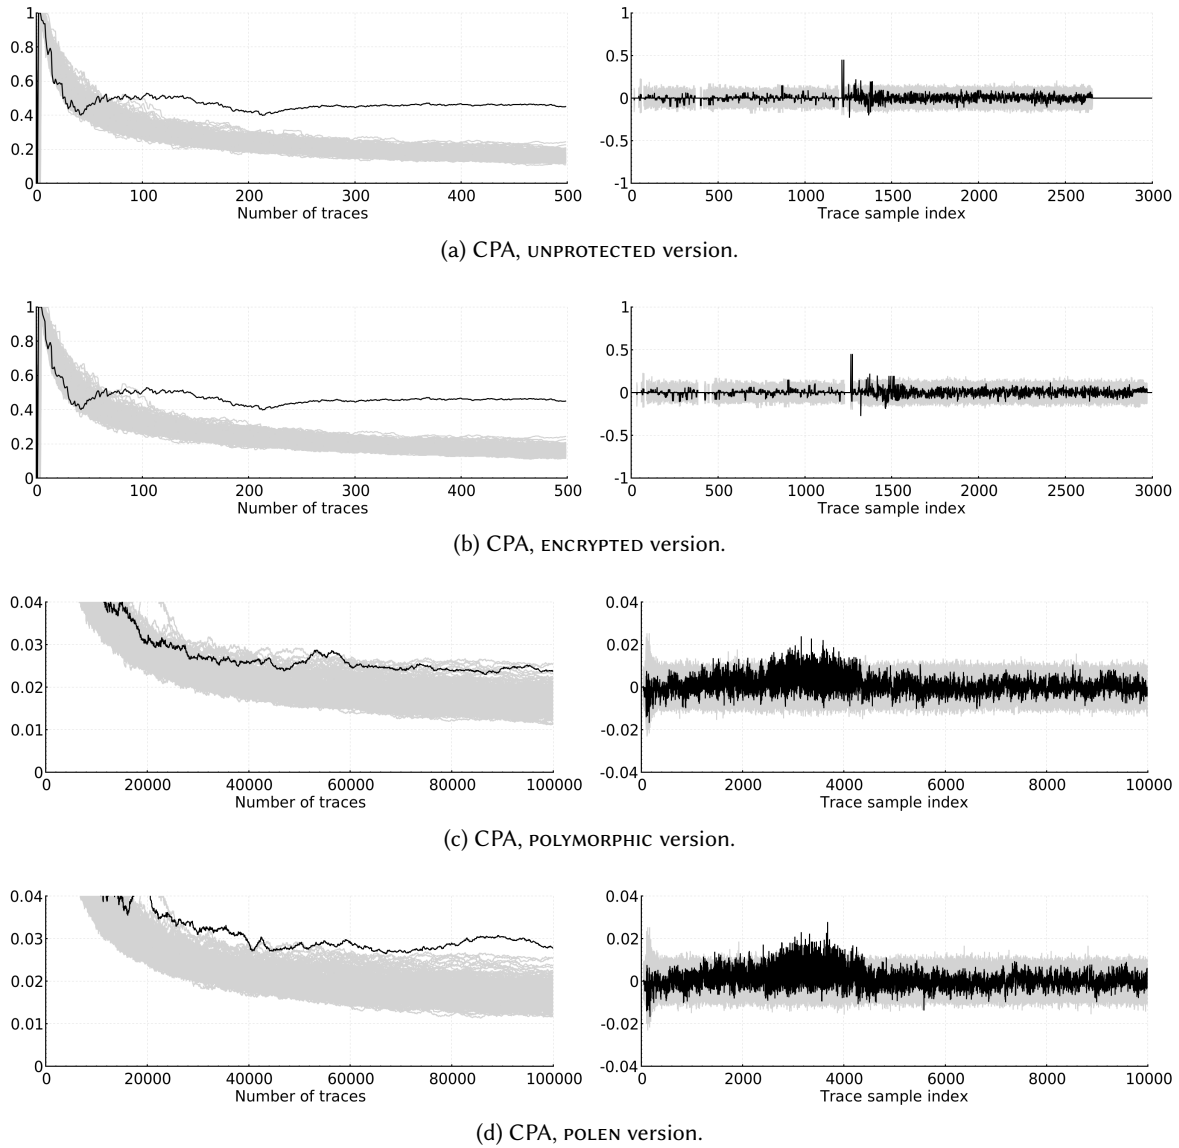 1
0.8
0.6
0.4
0.2
0
0 100 200 300 400 500
Number of traces
1
0.5
0
-0.5
-1
0 500 1000 1500 2000 2500 3000
Trace sample index
(a) CPA, UNPROTECTED version.
1
0.8
0.6
0.4
0.2
0
0 100 200 300 400 500
Number of traces
1
0.5
0
-0.5
-1
0 500 1000 1500 2000 2500 3000
Trace sample index
(b) CPA, ENCRYPTED version.
0.04
0.03
0.02
0.01
0
0 20000 40000 60000 80000 100000
Number of traces
0.04
0.02
0
-0.02
-0.04
0 2000 4000 6000 8000 10000
Trace sample index
(c) CPA, POLYMORPHIC version.
0.04
0.03
0.02
0.01
0
0 20000 40000 60000 80000 100000
Number of traces
0.04
0.02
0
-0.02
-0.04
0 2000 4000 6000 8000 10000
Trace sample index
(d) CPA, POLEN version.